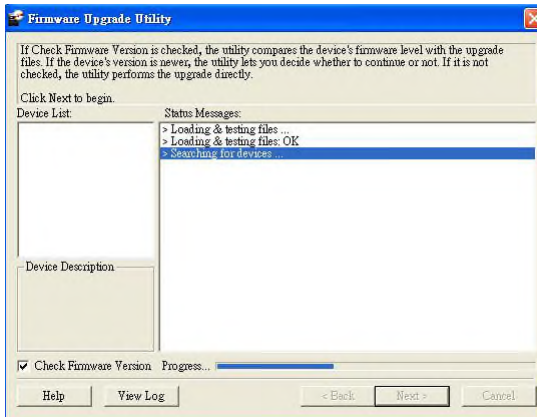 Firmware Upgrade Utility
If Check Firmware Version is checked, the utility compares the device's firmware level with the upgrade
files. If the device's version is newer, the utility lets you decide whether to continue or not. If it is not
checked, the utility performs the upgrade directly.
Click Next to begin.
Device List:
Status Messages:
> Loading & testing files ...
> Loading & testing files: OK
> Searching for devices ...
Device Description
Check Firmware Version Progress...
Help View Log < Back Next > Cancel